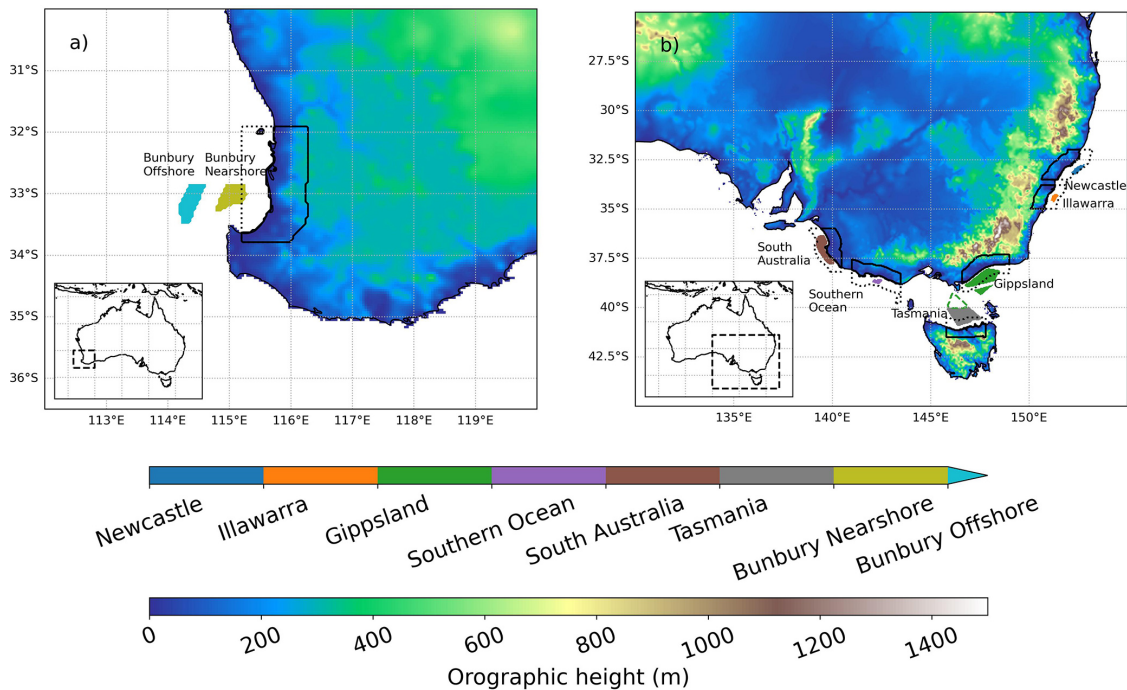 a)
31°S
32°S
33°S
34°S
35°S
36°S
Bunbury
Offshore
Bunbury
Nearshore
113°E
114°E
115°E
116°E
117°E
118°E
119°E
b)
27.5°S
30°S
32.5°S
35°S
37.5°S
40°S
42.5°S
Newcastle
Illawarra
South
Australia
Gippsland
Southern
Ocean
Tasmania
135°E
140°E
145°E
150°E
Newcastle
Illawarra
Gippsland
Southern Ocean
South Australia
Tasmania
Bunbury Nearshore
Bunbury Offshore
0
200
400
600
800
1000
1200
1400
Orographic height (m)